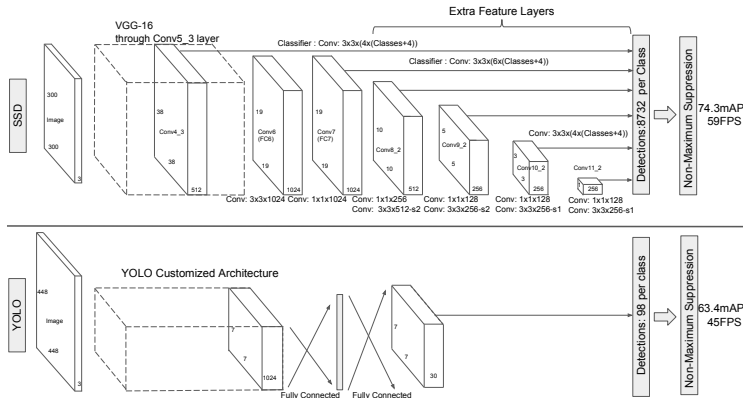 VGG-16
through Conv5_3 layer
Extra Feature Layers
Classifier : Conv: 3x3x(4x(Classes+4))
Classifier : Conv: 3x3x(6x(Classes+4))
Conv: 3x3x(4x(Classes+4))
SSD
300
Image
300
3
38
Conv4_3
38
512
19
Conv6
(FC6)
19
1024
19
Conv7
(FC7)
19
1024
10
Conv8_2
10
512
5
Conv9_2
5
256
3
Conv10_2
3
256
Conv11_2
1
256
Conv: 3x3x1024
Conv: 1x1x1024
Conv: 1x1x256
Conv: 3x3x512-s2
Conv: 1x1x128
Conv: 3x3x256-s2
Conv: 1x1x128
Conv: 3x3x256-s1
Conv: 1x1x128
Conv: 3x3x256-s1
Detections:8732 per Class
Non-Maximum Suppression
74.3mAP
59FPS
YOLO
448
Image
448
3
YOLO Customized Architecture
7
7
1024
Fully Connected
Fully Connected
7
7
30
Detections: 98 per class
Non-Maximum Suppression
63.4mAP
45FPS